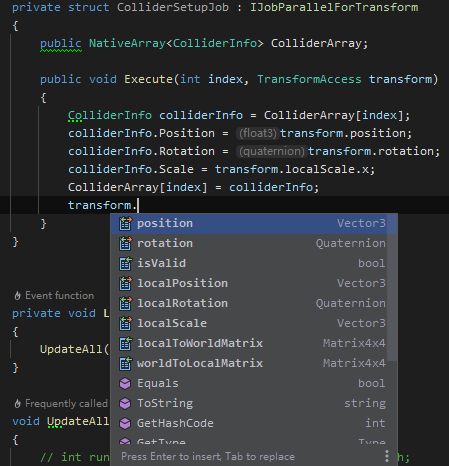 private struct ColliderSetupJob : IJobParallelForTransform
{
public NativeArray<ColliderInfo> ColliderArray;
public void Execute(int index, TransformAccess transform)
{
ColliderInfo colliderInfo = ColliderArray[index];
colliderInfo.Position = (float3)transform.position;
colliderInfo.Rotation = (quaternion)transform.rotation;
colliderInfo.Scale = transform.localScale.x;
ColliderArray[index] = colliderInfo;
transform.
}
}
position Vector3
rotation Quaternion
isValid bool
localPosition Vector3
localRotation Quaternion
localScale Vector3
localToWorldMatrix Matrix4x4
worldToLocalMatrix Matrix4x4
Equals bool
ToString string
GetHashCode int
GetType Type
Press Enter to insert, Tab to replace
Event function
private void L
{
UpdateAll(
}
Frequently called
void UpdateAll
{
// int run h;